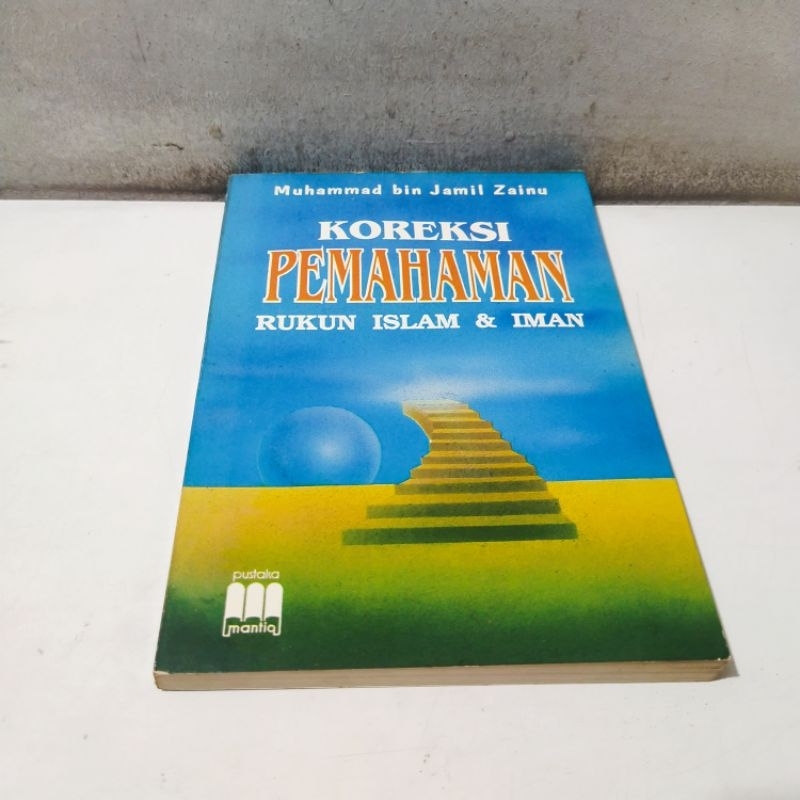 Muhammad bin Jamil Zainu
KOREKSI
PEMAHAMAN
RUKUN ISLAM & IMAN
pustaka
mantiq